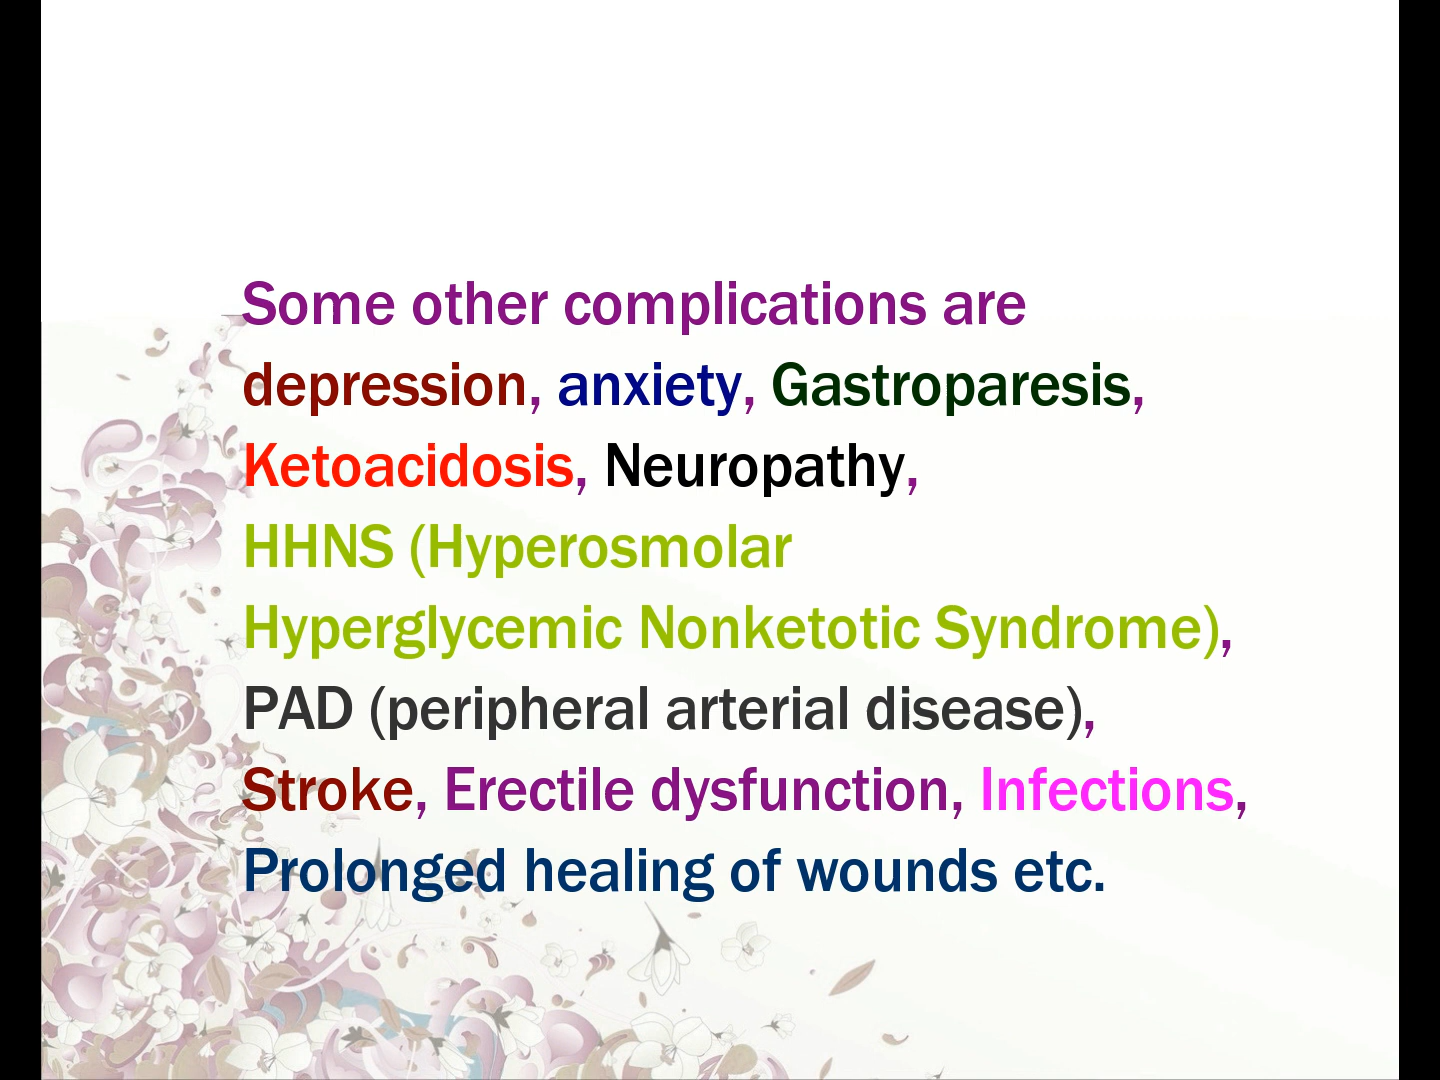 Some other complications are
depression, anxiety, Gastroparesis,
Ketoacidosis, Neuropathy,
HHNS (Hyperosmolar
Hyperglycemic Nonketotic Syndrome),
PAD (peripheral arterial disease),
Stroke, Erectile dysfunction, Infections,
Prolonged healing of wounds etc.